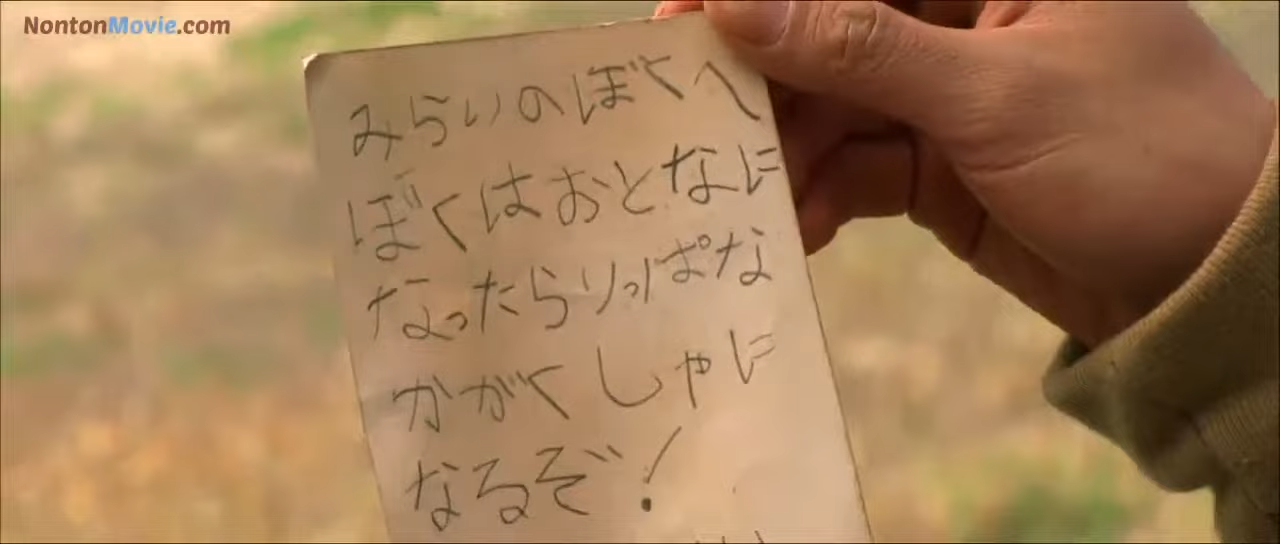 NontonMovie.com
みらいのぼくへ
ぼくはおとなに
なったらりっぱな
かがくしゃに
なるぞ!